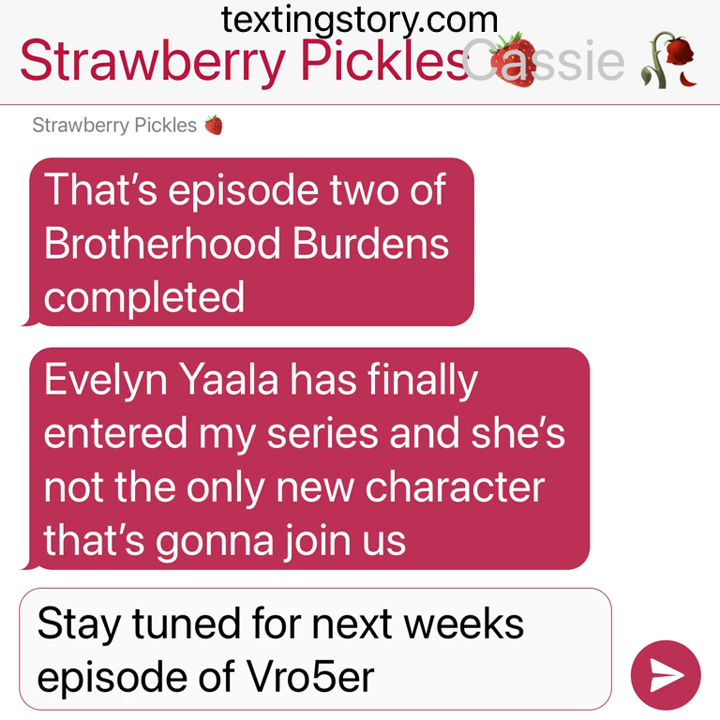 textingstory.com
Strawberry Pickles🍓 Cassie 🥀
Strawberry Pickles 🍓
That’s episode two of
Brotherhood Burdens
completed
Evelyn Yaala has finally
entered my series and she’s
not the only new character
that’s gonna join us
Stay tuned for next weeks
episode of Vro5er